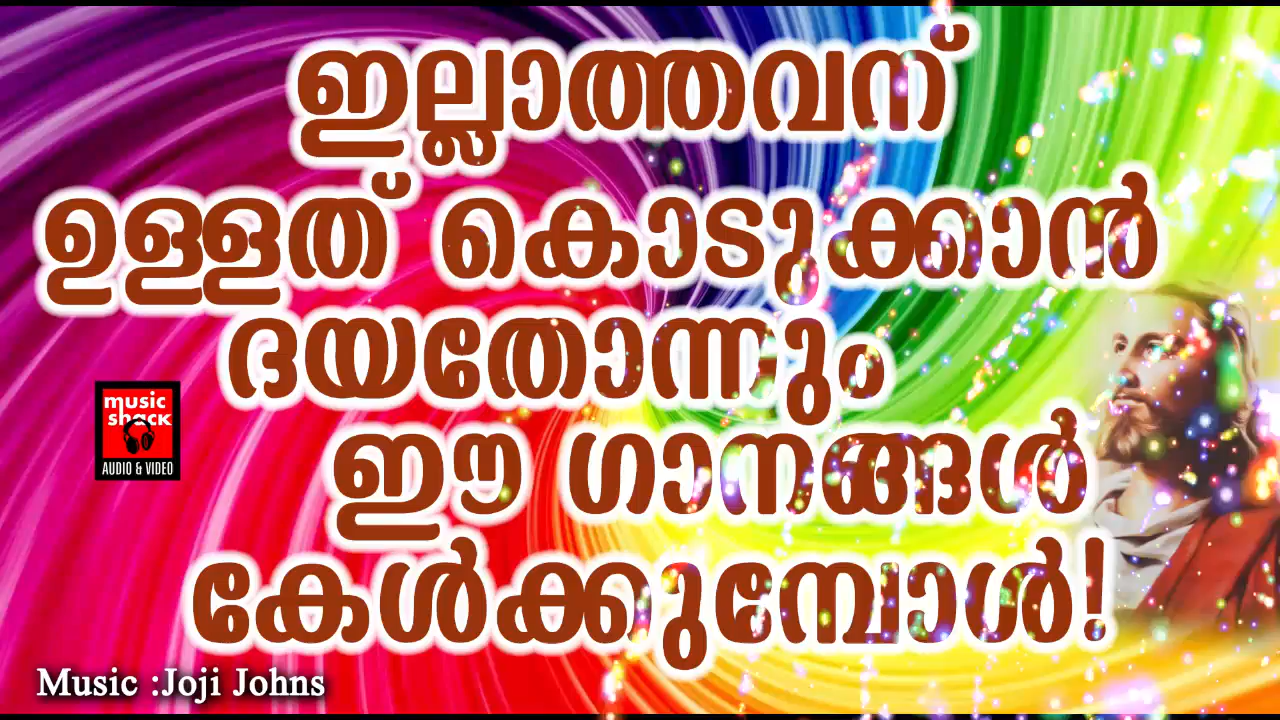 ഇല്ലാത്തവന്
ഉള്ളത് കൊടുക്കാൻ
ദയതോന്നും
ഈ ഗാനങ്ങൾ
കേൾക്കുമ്പോൾ!
music
shack
AUDIO & VIDEO
Music :Joji Johns